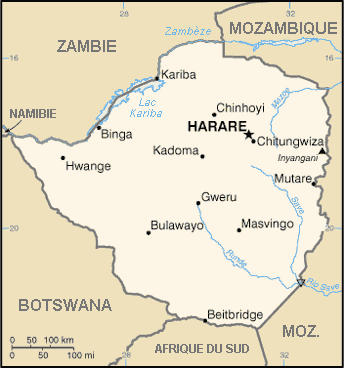 28
32
MOZAMBIQUE
Zambèze
ZAMBIE
16
16
Kariba
Lac
Kariba
Mazoe
Chinhoyi
NAMIBIE
HARARE
Binga
Chitungwiza
Kadoma
Inyangani
Hwange
Mutare
Gweru
Save
Bulawayo
Masvingo
20
20
Runde
Rio Save
BOTSWANA
Beitbridge
0 50 100 km
0 50 100 mi
MOZ.
AFRIQUE DU SUD
28
32